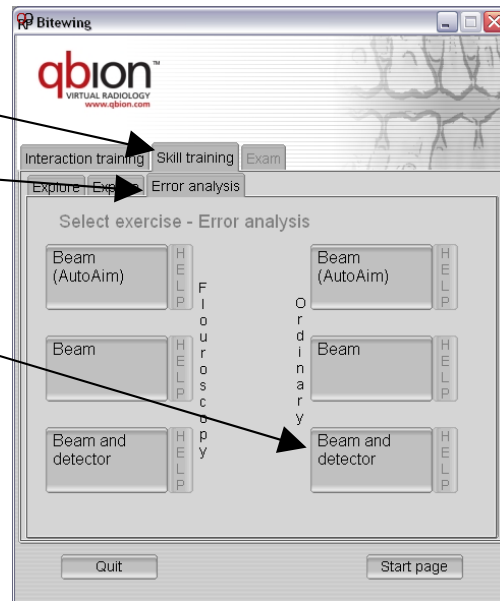 Bitewing
qbion™
VIRTUAL RADIOLOGY
www.qbion.com
Interaction training Skill training Exam
Explore Error analysis
Select exercise - Error analysis
Beam
(AutoAim)
HELP
Beam
HELP
Beam and
detector
HELP
Flouroscopy
Ordinary
Beam
(AutoAim)
HELP
Beam
HELP
Beam and
detector
HELP
Quit Start page